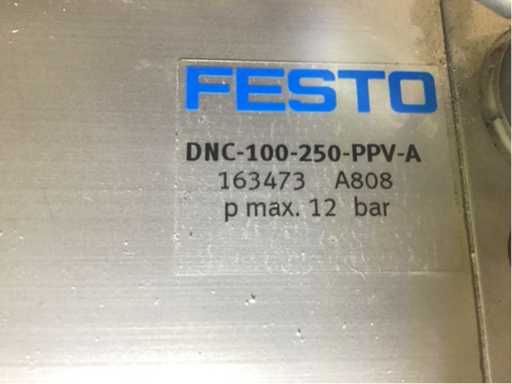 FESTO
DNC-100-250-PPV-A
163473 A808
p max. 12 bar